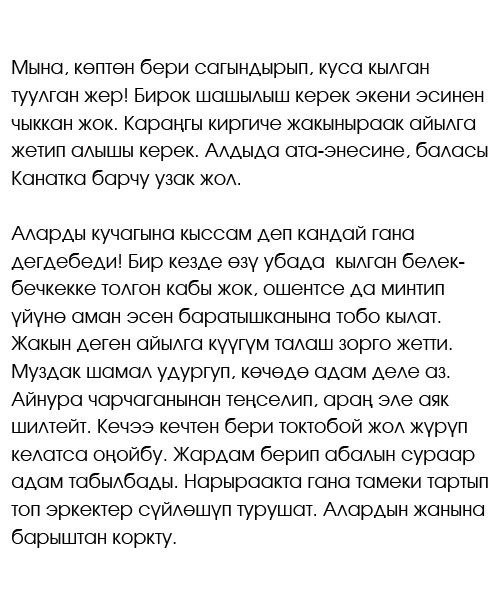 Мына, көптөн бери сагындырып, куса кылган
туулган жер! Бирок шашылыш керек экени эсинен
чыккан жок. Караңгы киргиче жакыныраак айылга
жетип алышы керек. Алдыда ата-энесине, баласы
Канатка барчу узак жол.
Аларды кучагына кыссам деп кандай гана
дегдебеди! Бир кезде өзү убада  кылган белек-
бечкекке толгон кабы жок, ошентсе да минтип
үйүнө аман эсен баратышканына тобо кылат.
Жакын деген айылга күүгүм талаш зорго жетти.
Муздак шамал удургуп, көчөдө адам деле аз.
Айнура чарчаганынан теңселип, араң эле аяк
шилтейт. Кечээ кечтен бери токтобой жол жүрүп
келатса оңойбу. Жардам берип абалын сураар
адам табылбады. Нарыраакта гана тамеки тартып
топ эркектер сүйлөшүп турушат. Алардын жанына
барыштан коркту.